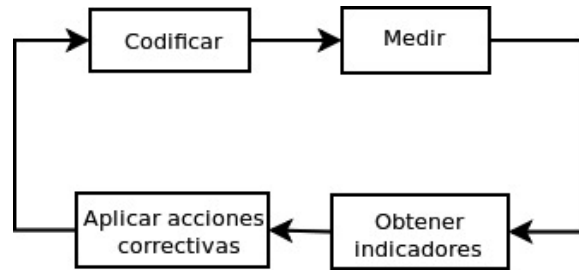 Codificar
Medir
Aplicar acciones
correctivas
Obtener
indicadores